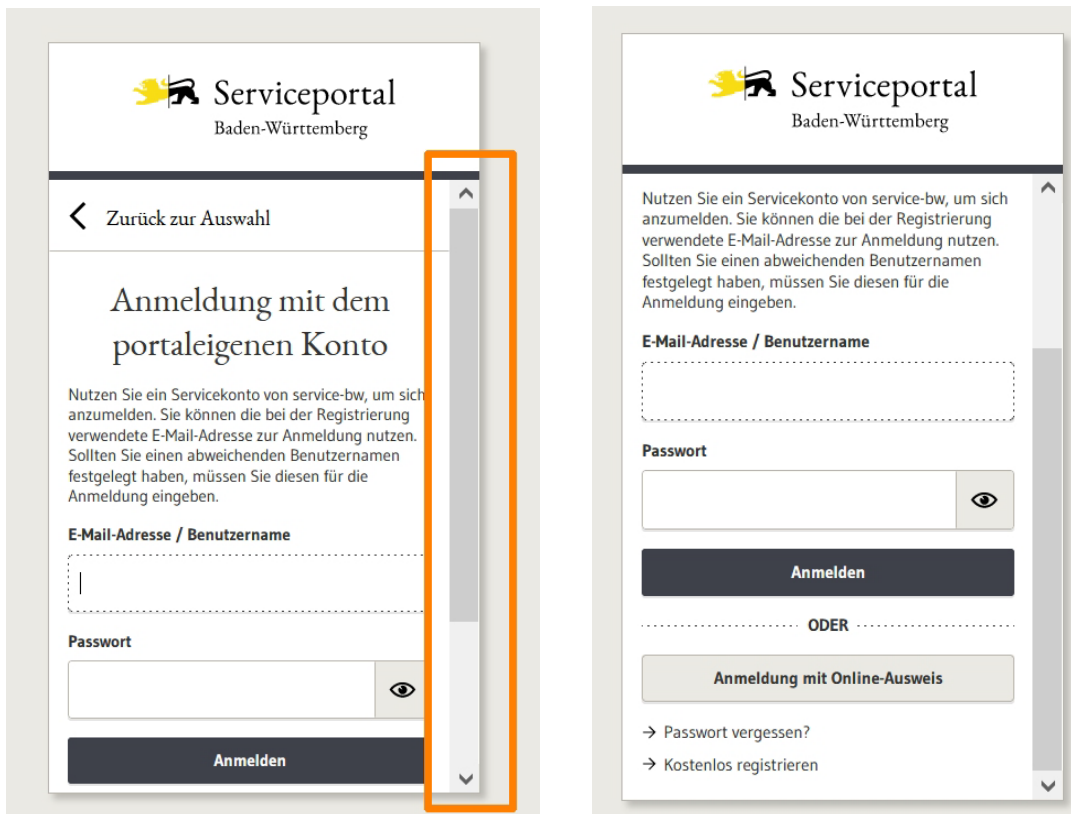 Serviceportal
Baden-Württemberg
Zurück zur Auswahl
Anmeldung mit dem
portaleigenen Konto
Nutzen Sie ein Servicekonto von service-bw, um sich
anzumelden. Sie können die bei der Registrierung
verwendete E-Mail-Adresse zur Anmeldung nutzen.
Sollten Sie einen abweichenden Benutzernamen
festgelegt haben, müssen Sie diesen für die
Anmeldung eingeben.
E-Mail-Adresse / Benutzername
Passwort
Anmelden
Serviceportal
Baden-Württemberg
Nutzen Sie ein Servicekonto von service-bw, um sich
anzumelden. Sie können die bei der Registrierung
verwendete E-Mail-Adresse zur Anmeldung nutzen.
Sollten Sie einen abweichenden Benutzernamen
festgelegt haben, müssen Sie diesen für die
Anmeldung eingeben.
E-Mail-Adresse / Benutzername
Passwort
Anmelden
ODER
Anmeldung mit Online-Ausweis
→ Passwort vergessen?
→ Kostenlos registrieren